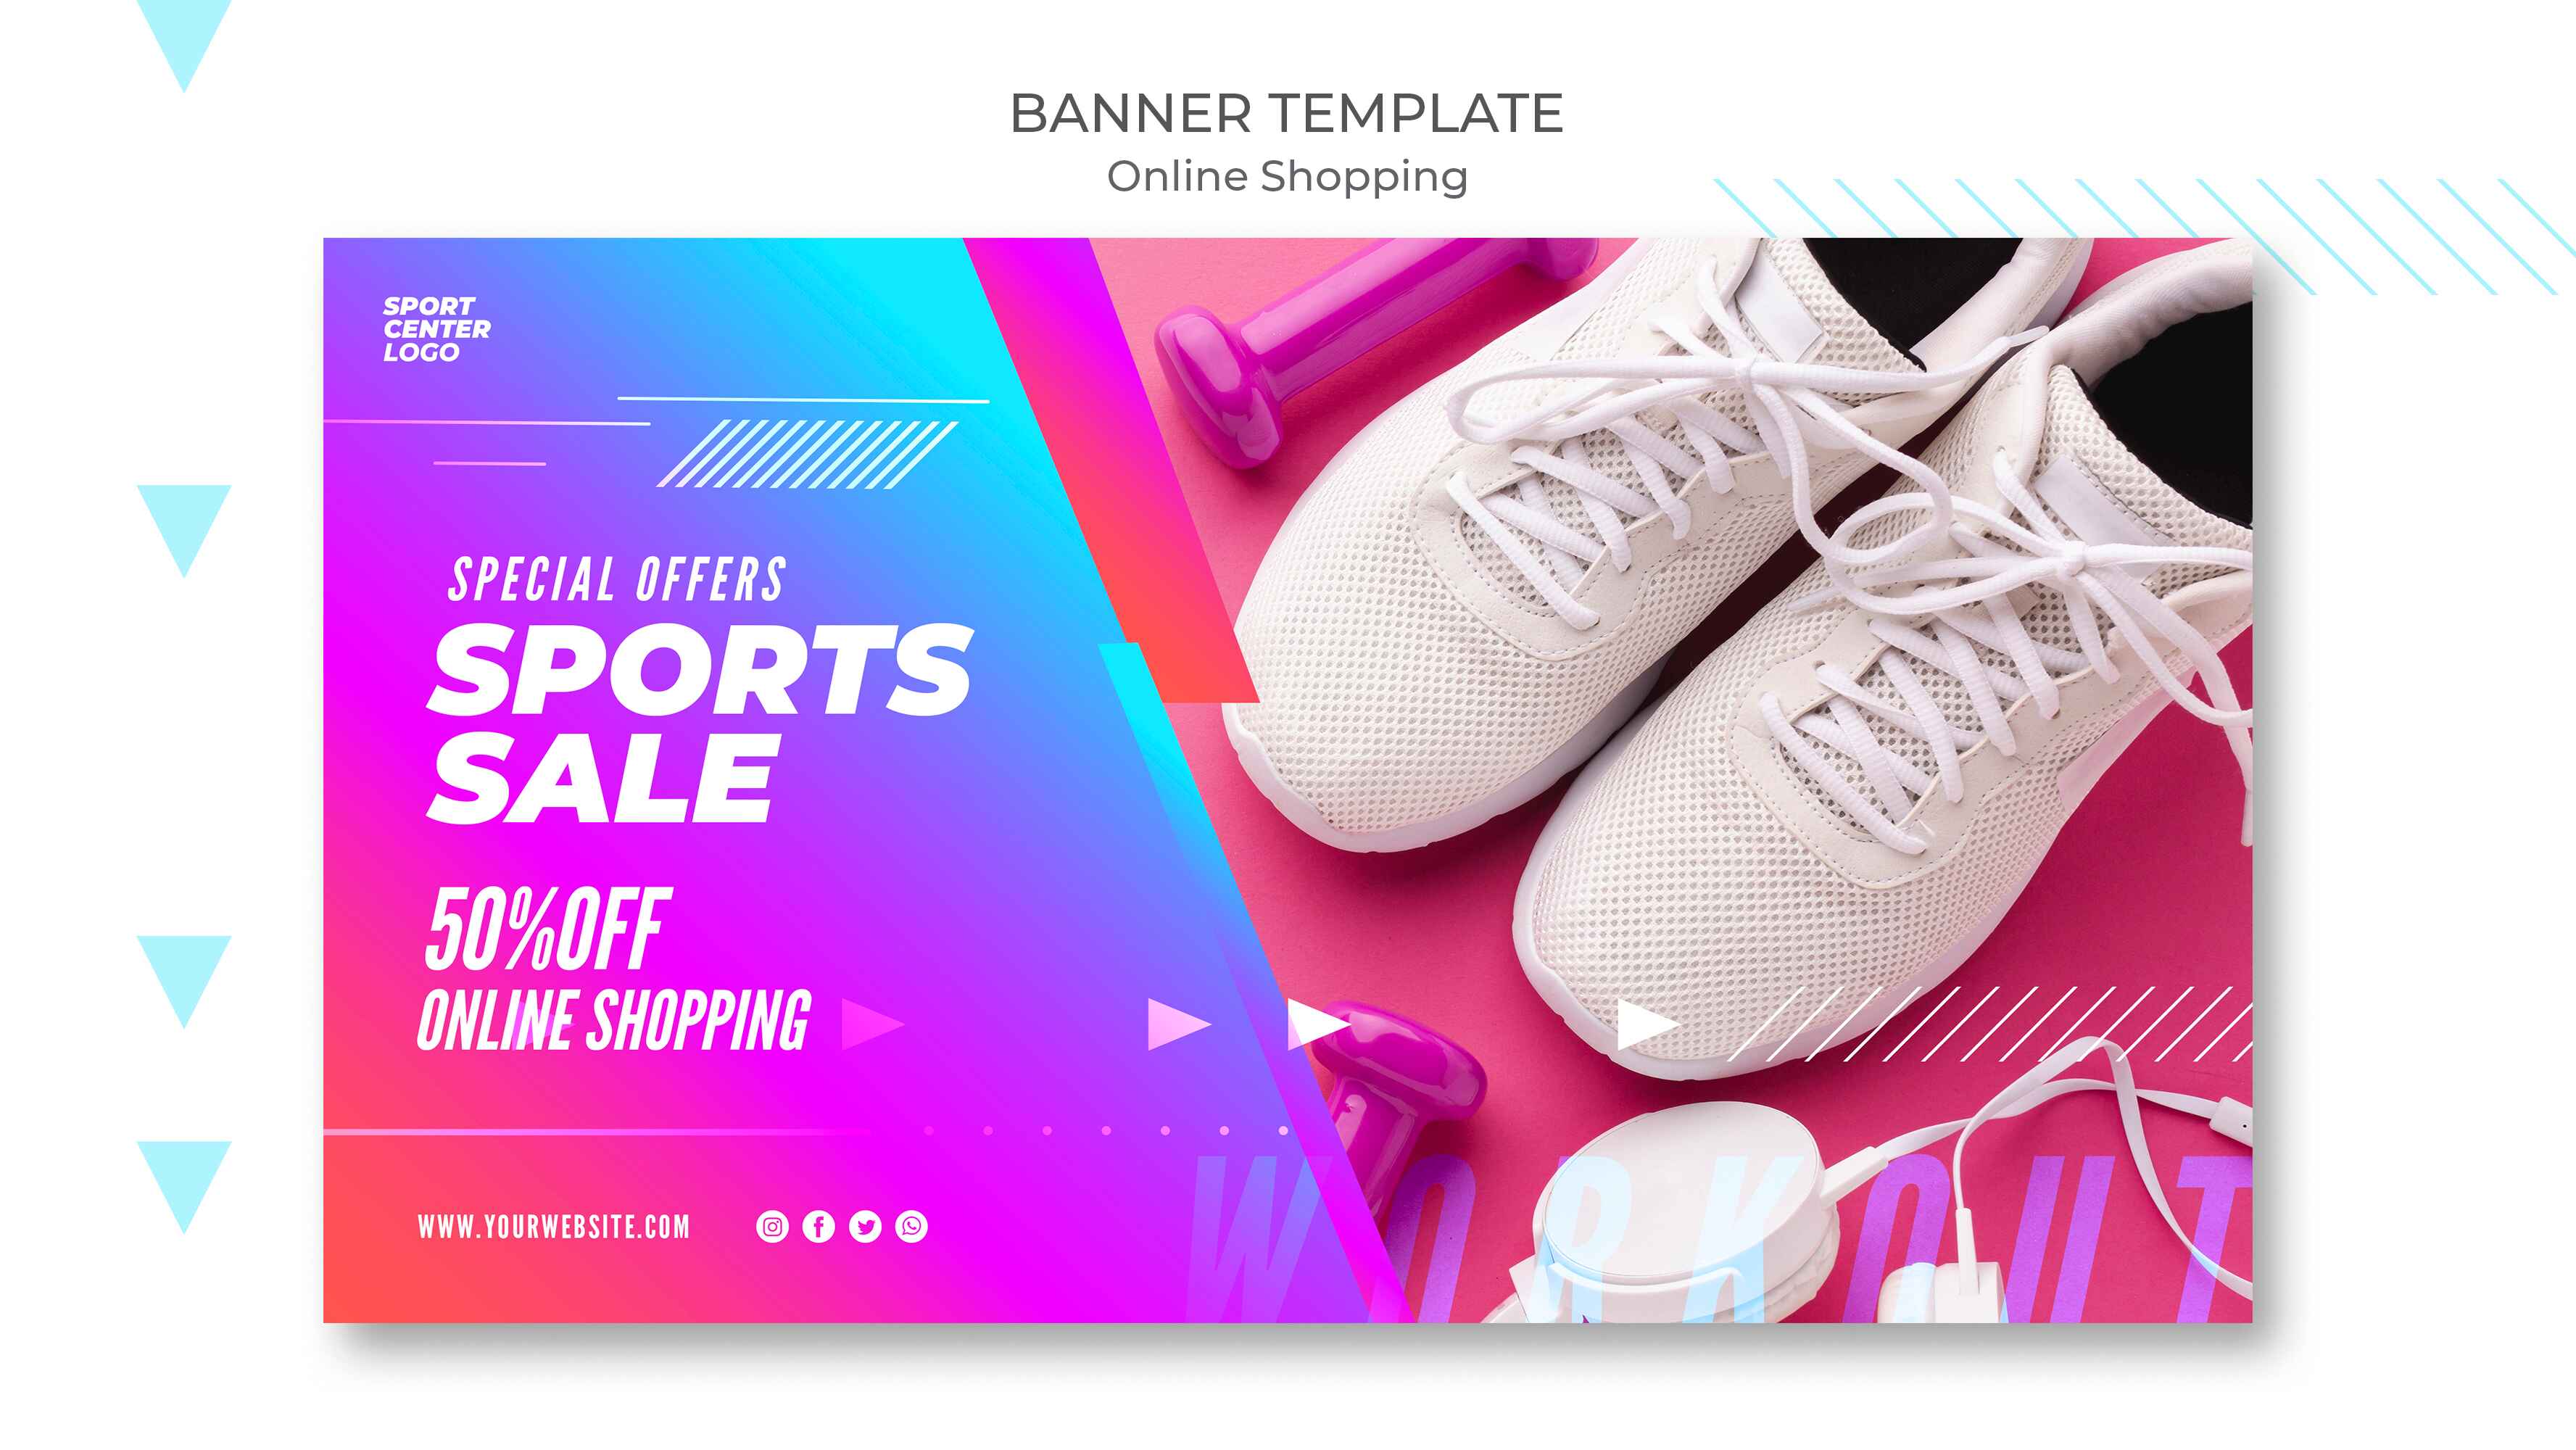 BANNER TEMPLATE
Online Shopping
SPORT
CENTER
LOGO
SPECIAL OFFERS
SPORTS
SALE
50%OFF
ONLINE SHOPPING
WWW.YOURWEBSITE.COM
WORKOUT